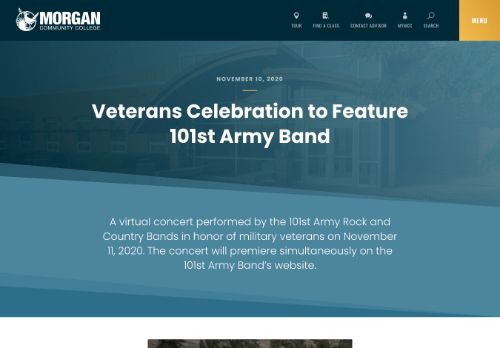 MORGAN
COMMUNITY COLLEGE
TOUR
FIND A CLASS
CONTACT ADVISOR
MYMCC
SEARCH
MENU
NOVEMBER 10, 2020
Veterans Celebration to Feature
101st Army Band
A virtual concert performed by the 101st Army Rock and
Country Bands in honor of military veterans on November
11, 2020. The concert will premiere simultaneously on the
101st Army Band's website.